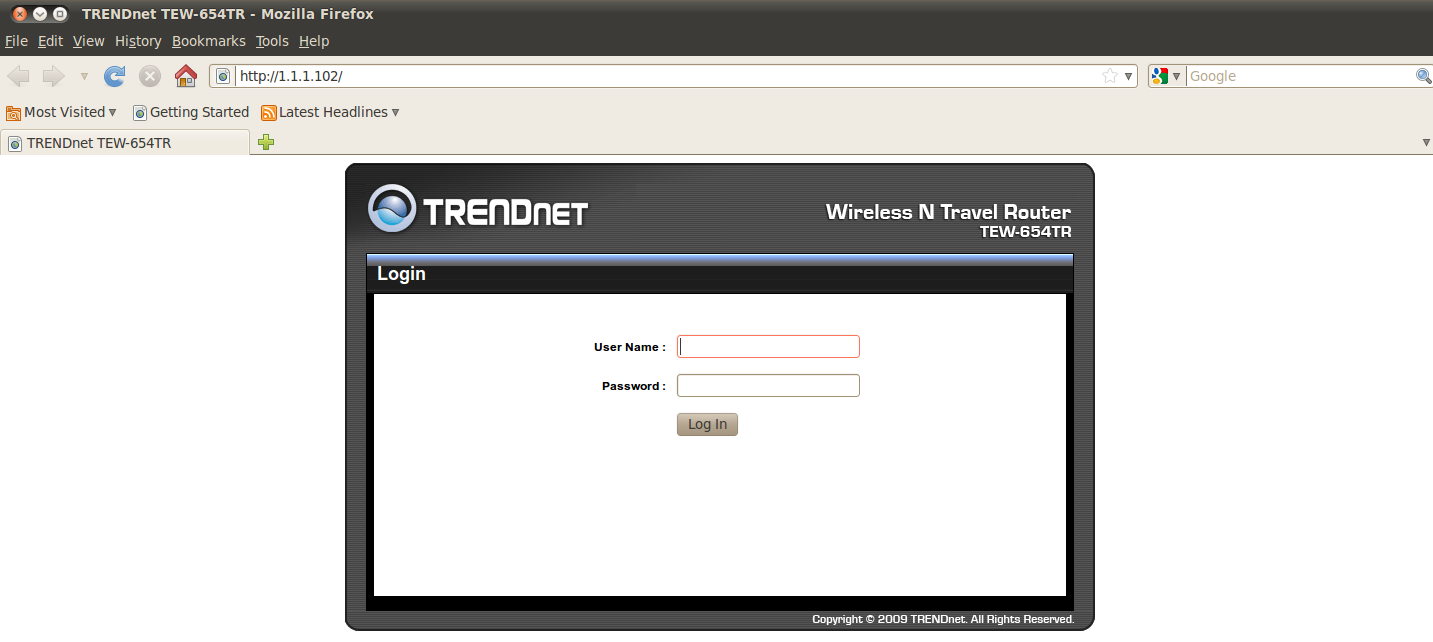 TRENDnet TEW-654TR - Mozilla Firefox
File Edit View History Bookmarks Tools Help
http://1.1.1.102/ Google
Most Visited Getting Started Latest Headlines
TRENDnet TEW-654TR
TRENDNET Wireless N Travel Router
TEW-654TR
Login
User Name :
Password :
Log In
Copyright © 2009 TRENDnet. All Rights Reserved.